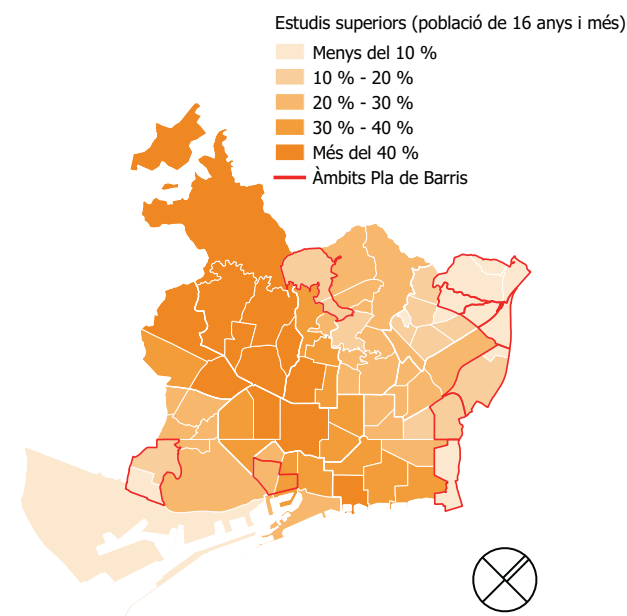 Estudis superiors (població de 16 anys i més)
Menys del 10 %
10 % - 20 %
20 % - 30 %
30 % - 40 %
Més del 40 %
Àmbits Pla de Barris